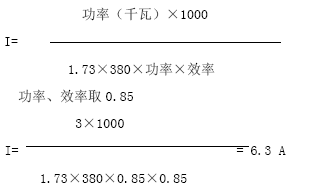 功率（千瓦）×1000
I=
1.73×380×功率×效率
功率、效率取 0.85
3×1000
I= = 6.3 A
1.73×380×0.85×0.85